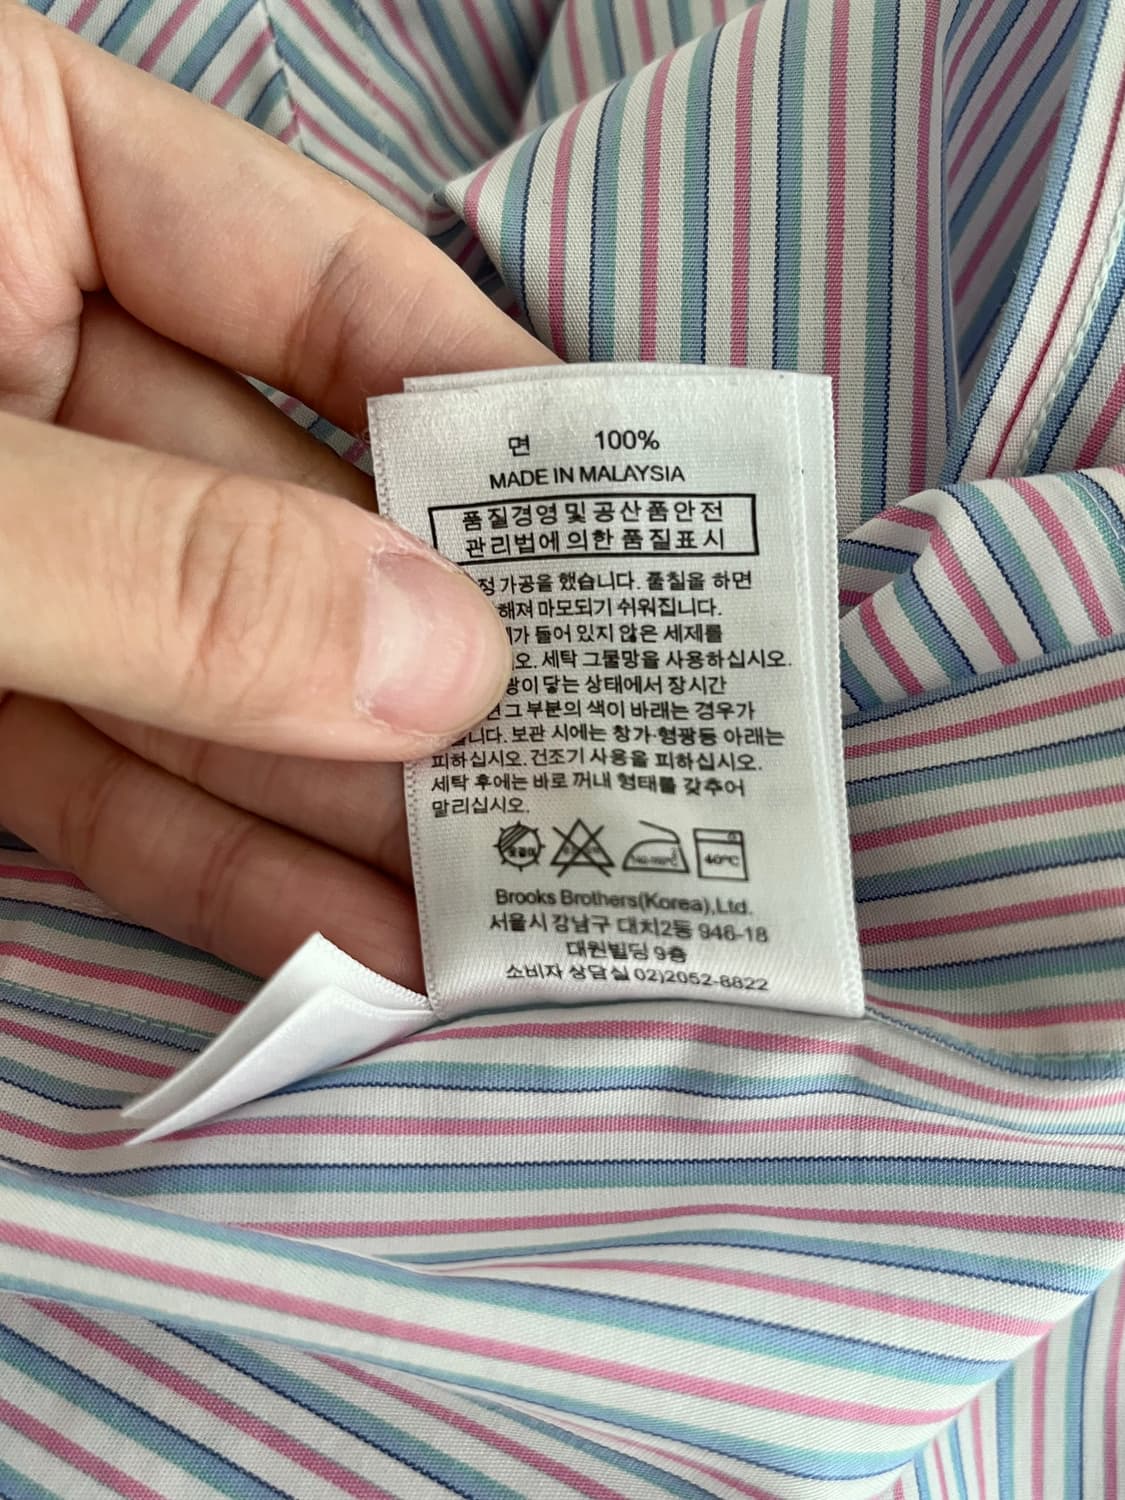 면 100%
MADE IN MALAYSIA
품질경영및공산품안전
관리법에의한품질표시
가공을 했습니다. 풀칠을 하면
마모되기 쉬워집니다.
들어 있지 않은 세제를
세탁 그물망을 사용하십시오.
닿는 상태에서 장시간
그 부분의 색이 바래는 경우가
보관 시에는 창가·형광등 아래는
피하십시오. 건조기 사용을 피하십시오.
세탁 후에는 바로 꺼내 형태를 갖추어
말리십시오.
옷걸이 40℃
Brooks Brothers(Korea),Ltd.
서울시 강남구 대치2동 946-18
대원빌딩 9층
소비자 상담실 02)2052-8822